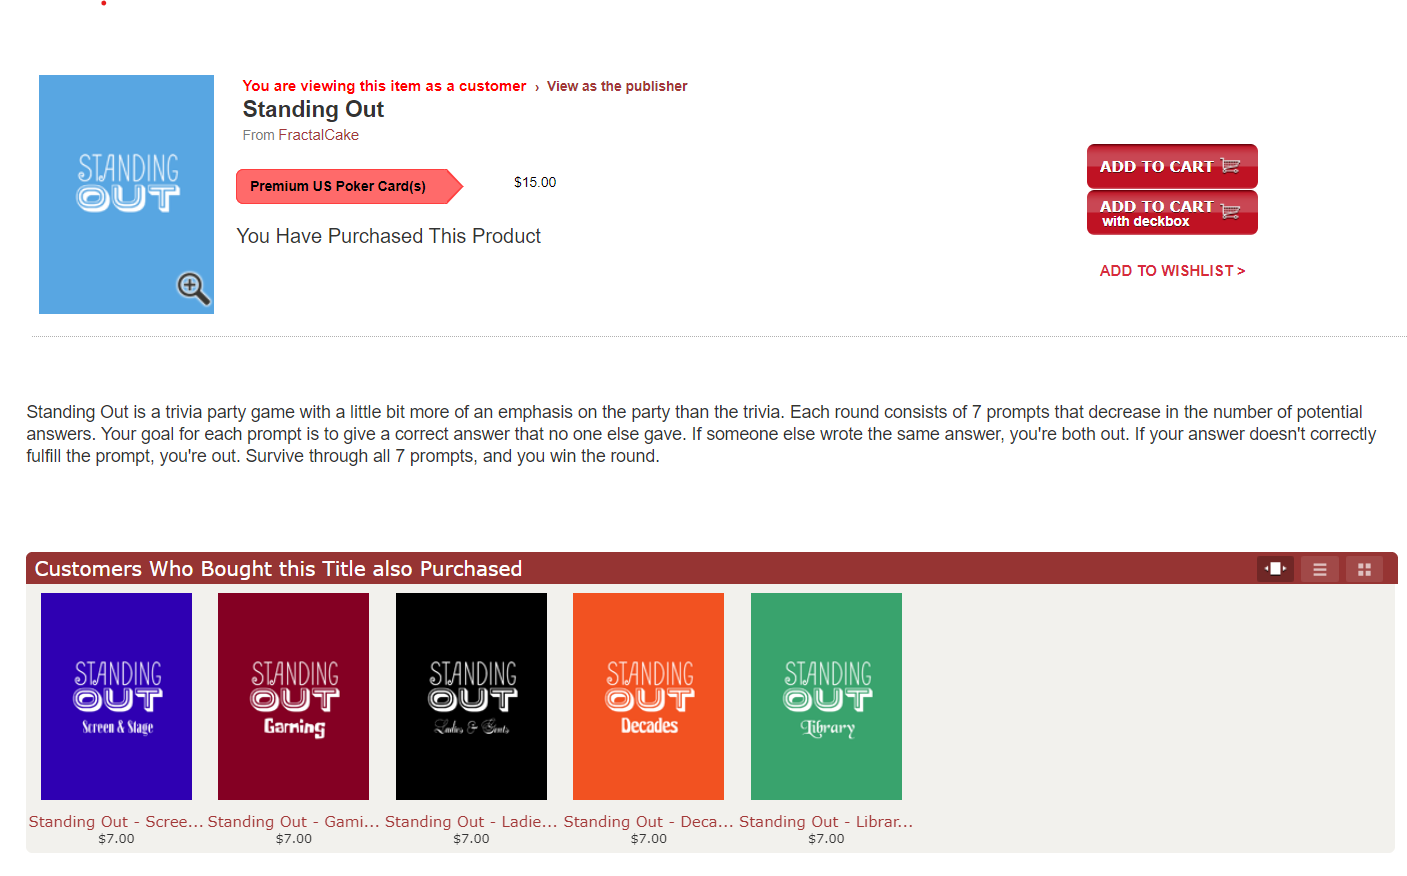 You are viewing this item as a customer › View as the publisher
Standing Out
From FractalCake
STANDING
OUT
Premium US Poker Card(s)
$15.00
You Have Purchased This Product
ADD TO CART
ADD TO CART
with deckbox
ADD TO WISHLIST >
Standing Out is a trivia party game with a little bit more of an emphasis on the party than the trivia. Each round consists of 7 prompts that decrease in the number of potential
answers. Your goal for each prompt is to give a correct answer that no one else gave. If someone else wrote the same answer, you're both out. If your answer doesn't correctly
fulfill the prompt, you're out. Survive through all 7 prompts, and you win the round.
Customers Who Bought this Title also Purchased
STANDING
OUT
Screen & Stage
Standing Out - Scree...
$7.00
STANDING
OUT
Gaming
Standing Out - Gami...
$7.00
STANDING
OUT
Ladies & Gents
Standing Out - Ladie...
$7.00
STANDING
OUT
Decades
Standing Out - Deca...
$7.00
STANDING
OUT
Library
Standing Out - Librar...
$7.00